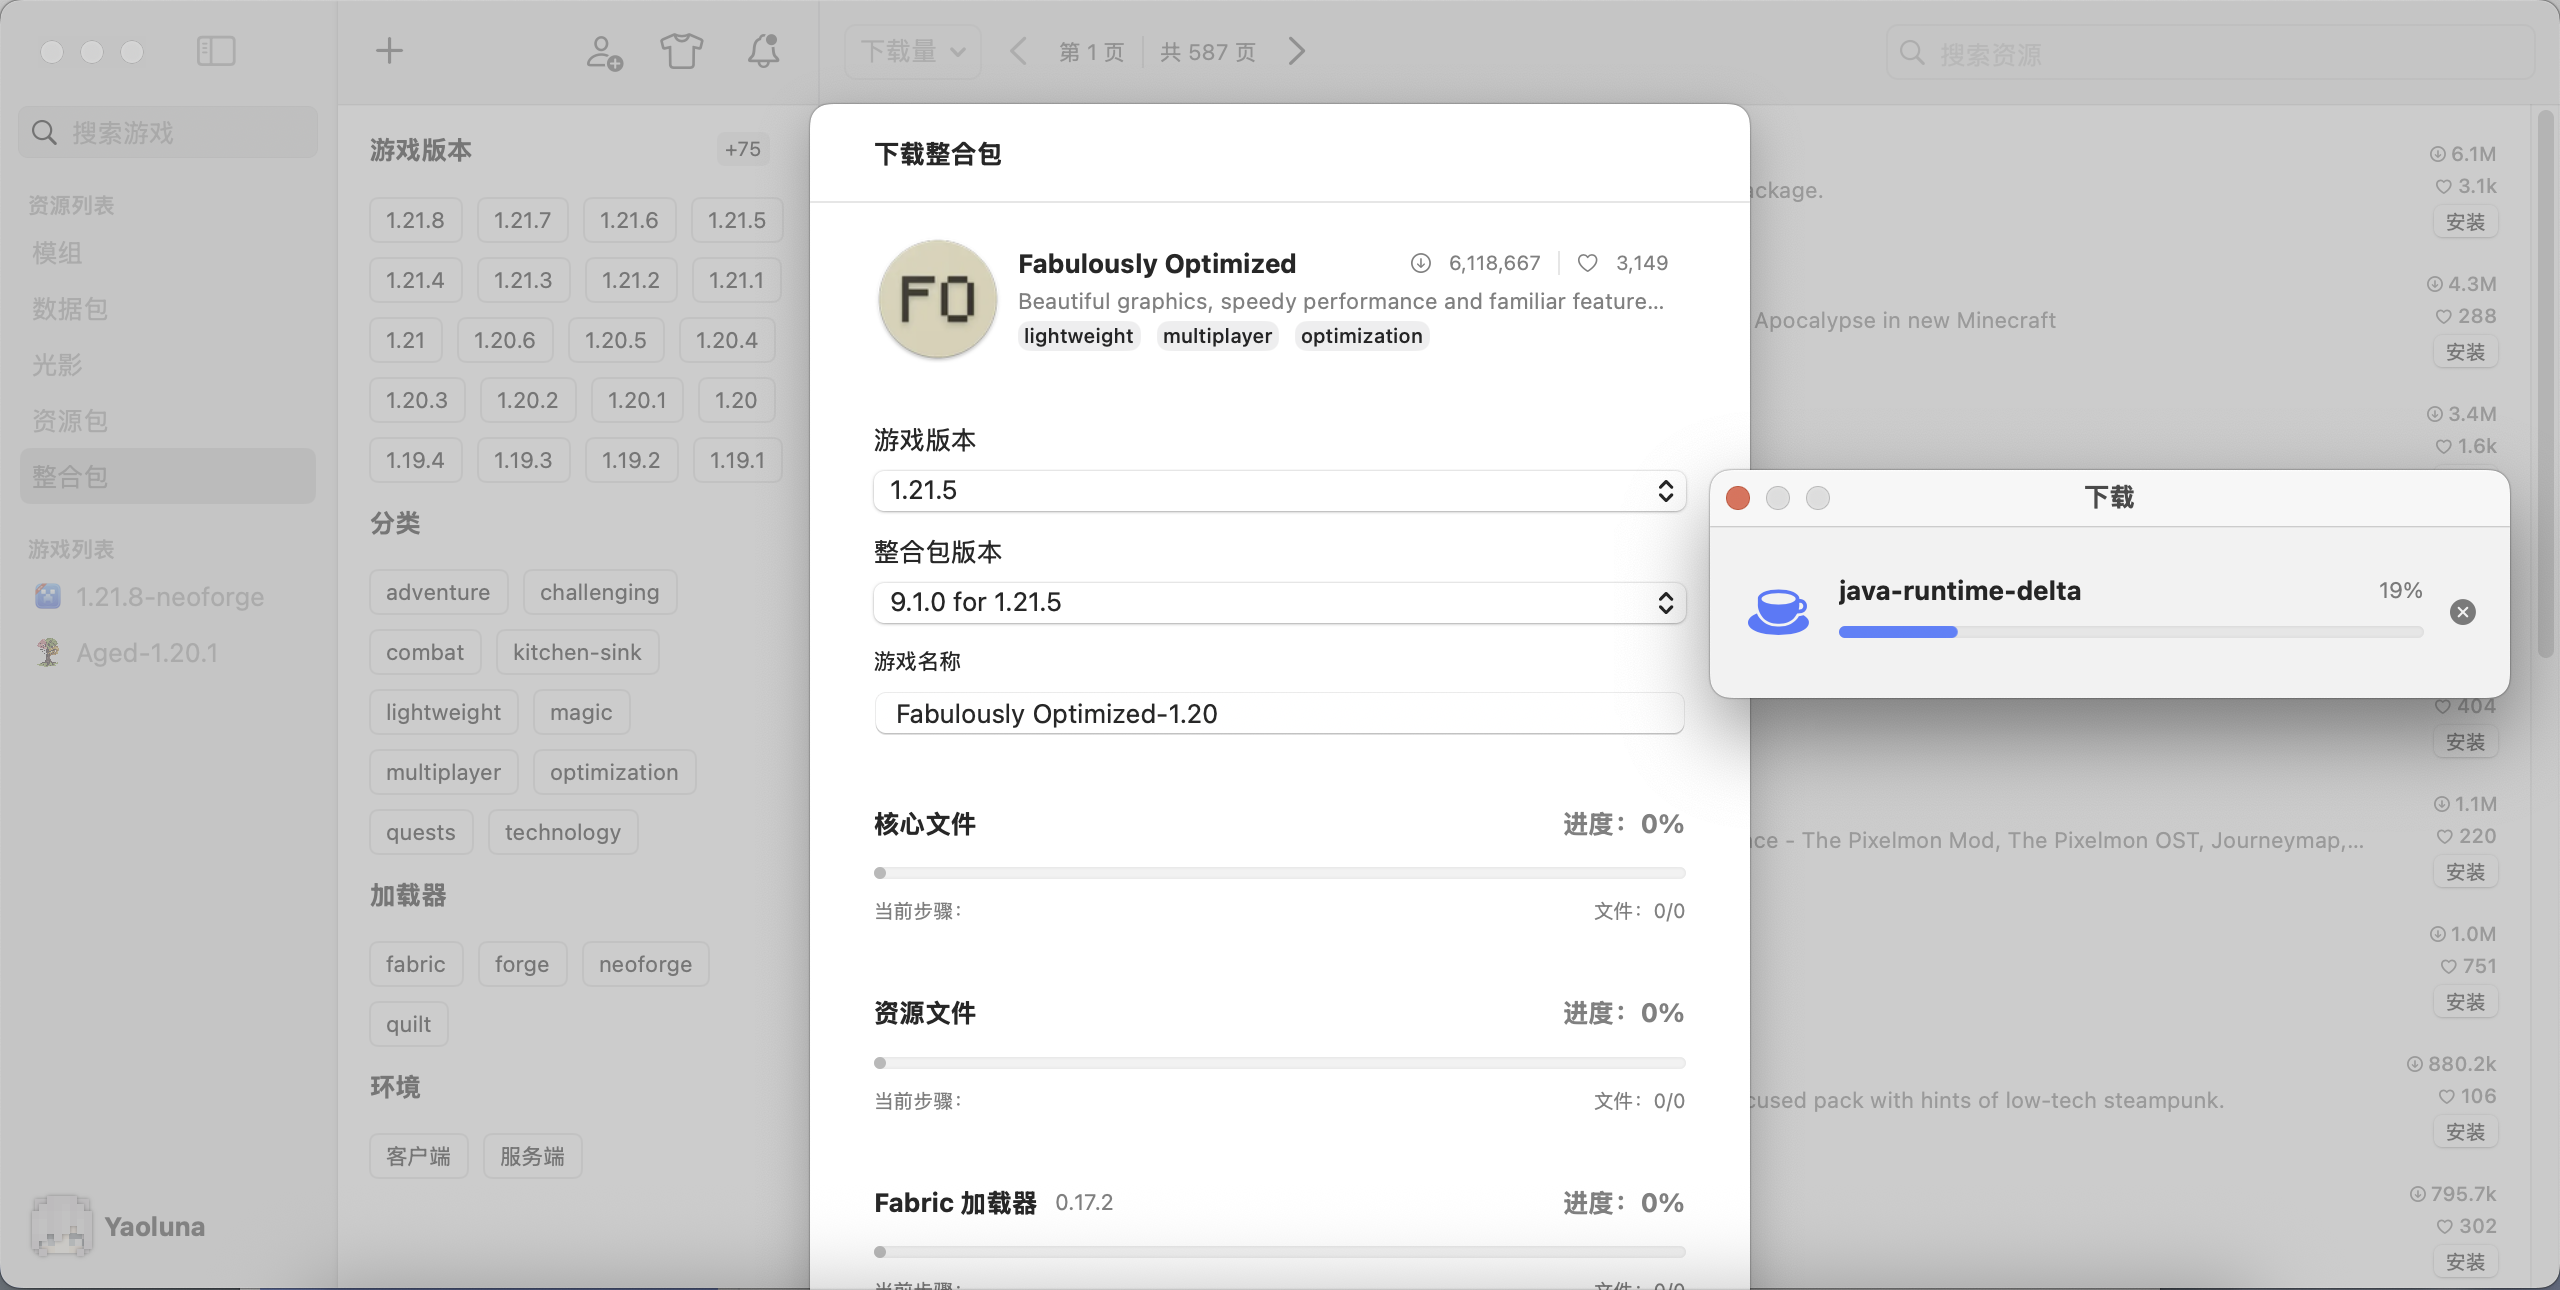 下载量
第 1 页
共 587 页
搜索资源
搜索游戏
资源列表
模组
数据包
光影
资源包
整合包
游戏列表
1.21.8-neoforge
Aged-1.20.1
Yaoluna
游戏版本
+75
1.21.8
1.21.7
1.21.6
1.21.5
1.21.4
1.21.3
1.21.2
1.21.1
1.21
1.20.6
1.20.5
1.20.4
1.20.3
1.20.2
1.20.1
1.20
1.19.4
1.19.3
1.19.2
1.19.1
分类
adventure
challenging
combat
kitchen-sink
lightweight
magic
multiplayer
optimization
quests
technology
加载器
fabric
forge
neoforge
quilt
环境
客户端
服务端
下载整合包
FO
Fabulously Optimized
6,118,667
3,149
Beautiful graphics, speedy performance and familiar feature...
lightweight
multiplayer
optimization
游戏版本
1.21.5
整合包版本
9.1.0 for 1.21.5
游戏名称
Fabulously Optimized-1.20
核心文件
进度：0%
当前步骤：
文件：0/0
资源文件
进度：0%
当前步骤：
文件：0/0
Fabric 加载器 0.17.2
进度：0%
当前步骤：
文件：0/0
下载
java-runtime-delta
19%
ackage.
6.1M
3.1k
安装
Apocalypse in new Minecraft
4.3M
288
安装
3.4M
1.6k
404
安装
ce - The Pixelmon Mod, The Pixelmon OST, Journeymap,...
1.1M
220
安装
1.0M
751
安装
cused pack with hints of low-tech steampunk.
880.2k
106
安装
795.7k
302
安装